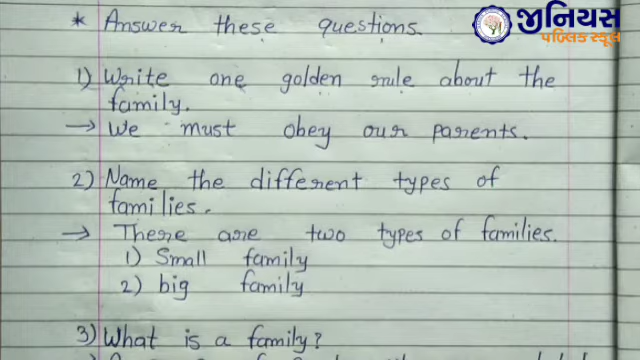 * Answer these questions.
જીનિયસ
પબ્લિક સ્કૂલ
1) Write one golden rule about the
family.
→ We must obey our parents.
2) Name the different types of
families.
→ There are two types of families.
1) Small family
2) big family
3) What is a family?